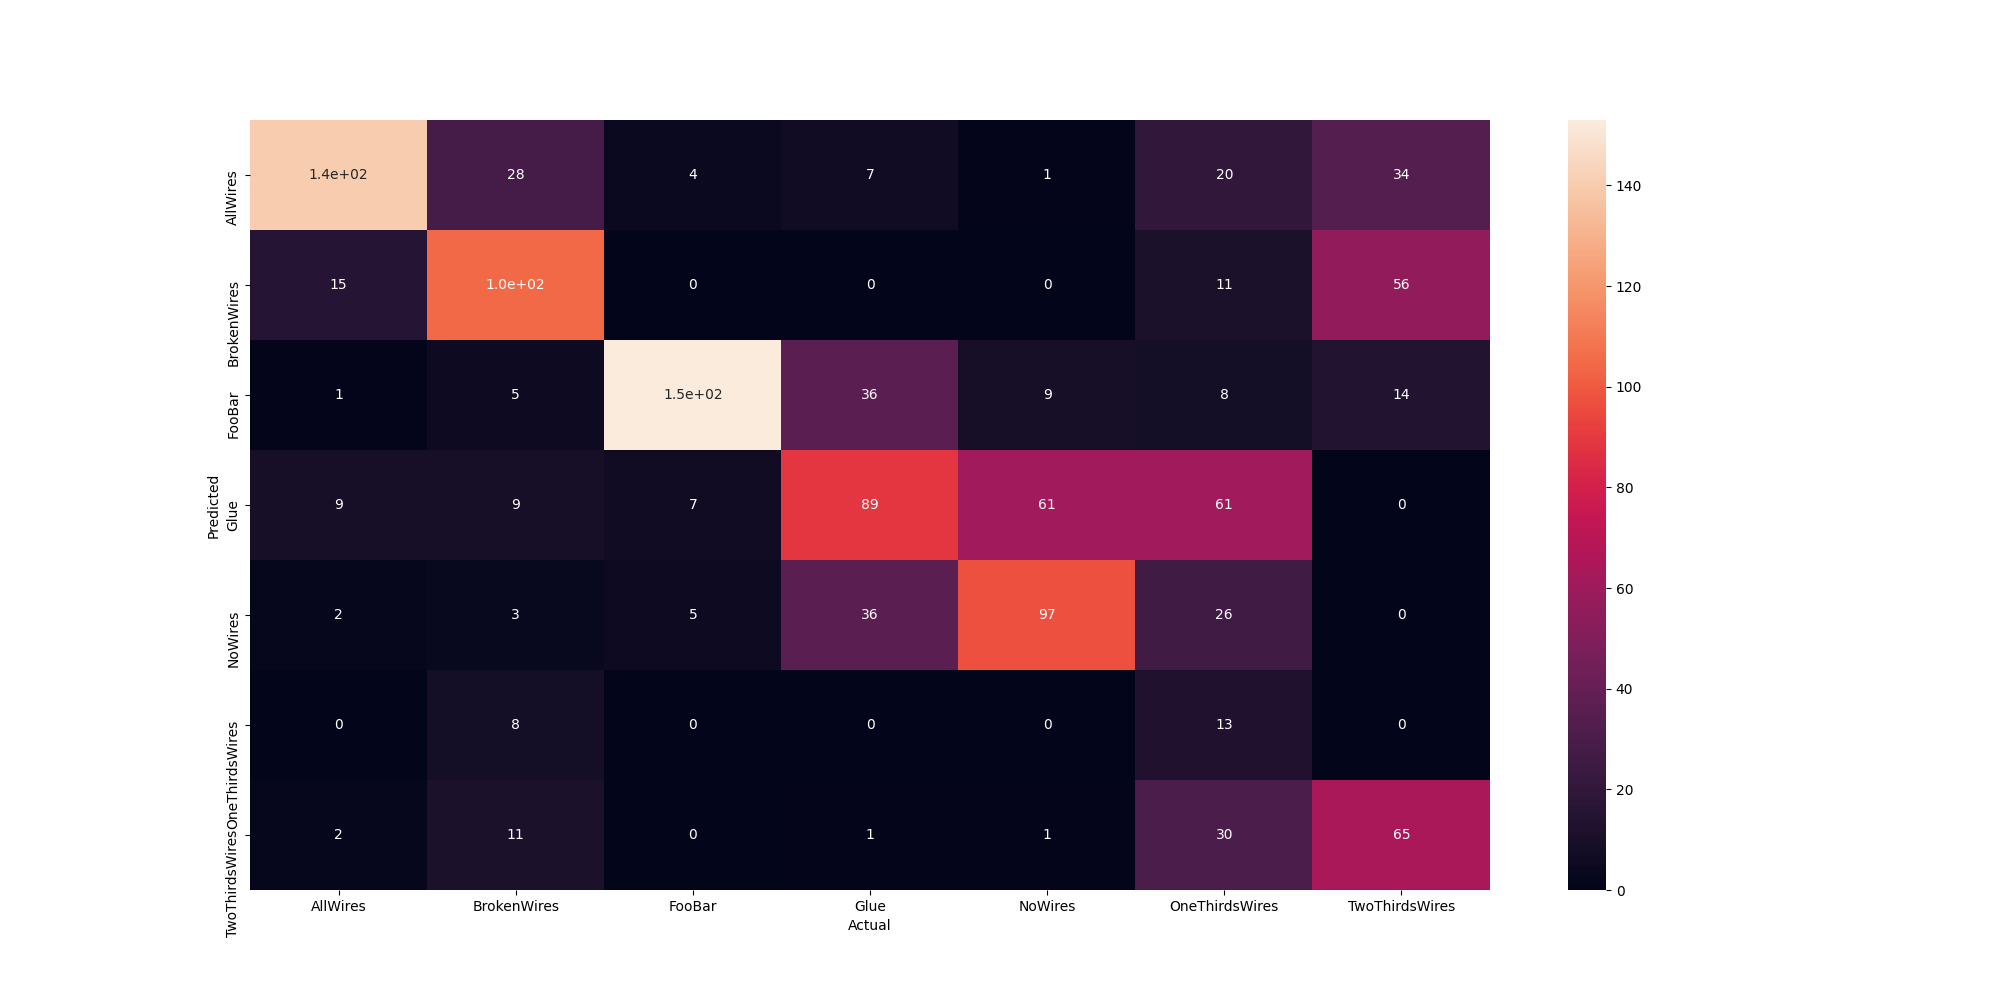 AllWires 1.4e+02 28 4 7 1 20 34
BrokenWires 15 1.0e+02 0 0 0 11 56
FooBar 1 5 1.5e+02 36 9 8 14
Predicted
Glue 9 9 7 89 61 61 0
NoWires 2 3 5 36 97 26 0
OneThirdsWires 0 8 0 0 0 13 0
TwoThirdsWires 2 11 0 1 1 30 65
AllWires BrokenWires FooBar Glue NoWires OneThirdsWires TwoThirdsWires
Actual
140
120
100
80
60
40
20
0